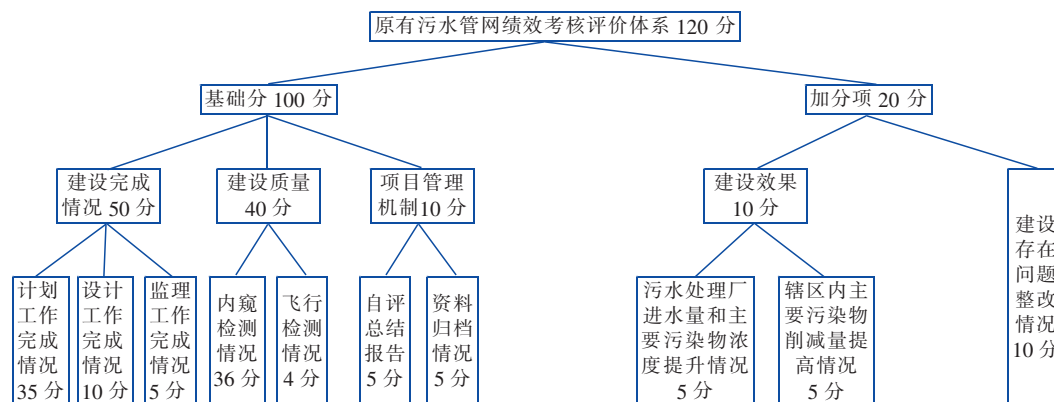 原有污水管网绩效考核评价体系 120 分
基础分 100 分
加分项 20 分
建设完成
情况 50 分
建设质量
40 分
项目管理
机制10 分
建设效果
10 分
建设
存在
问题
整改
情况
10 分
计划
工作
完成
情况
35 分
设计
工作
完成
情况
10 分
监理
工作
完成
情况
5 分
内窥
检测
情况
36 分
飞行
检测
情况
4 分
自评
总结
报告
5 分
资料
归档
情况
5 分
污水处理厂
进水量和主
要污染物浓
度提升情况
5 分
辖区内主
要污染物
削减量提
高情况
5 分